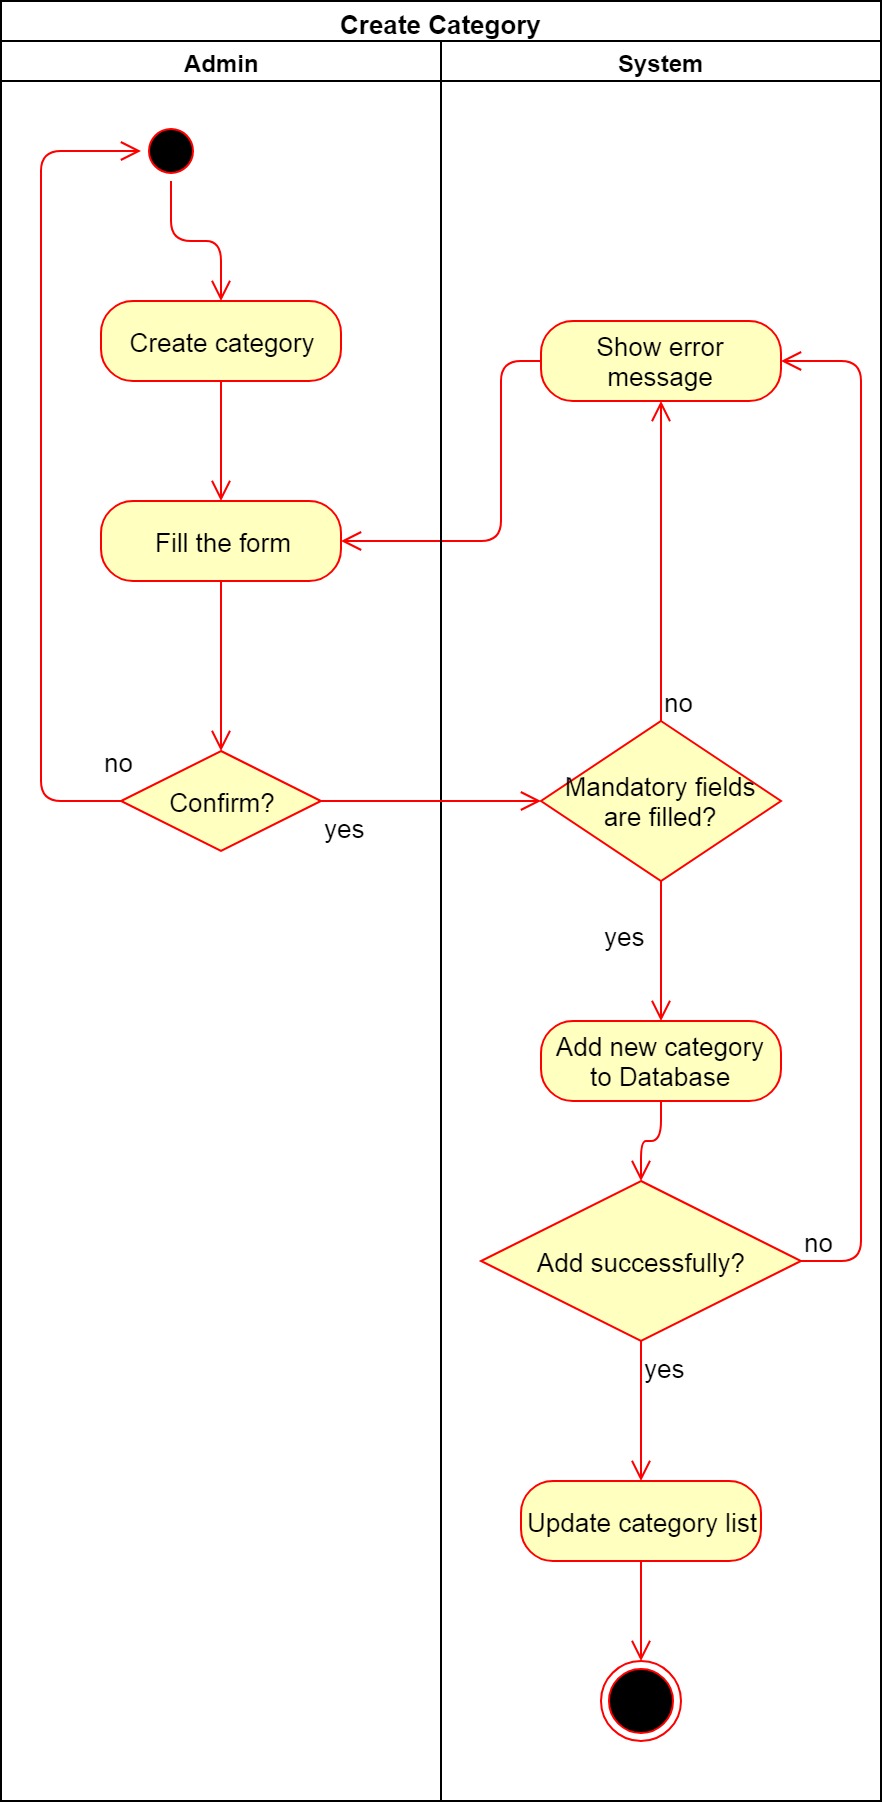 Create Category
Admin
System
Create category
Show error
message
Fill the form
no
no
Confirm?
yes
Mandatory fields
are filled?
yes
Add new category
to Database
Add successfully?
no
yes
Update category list